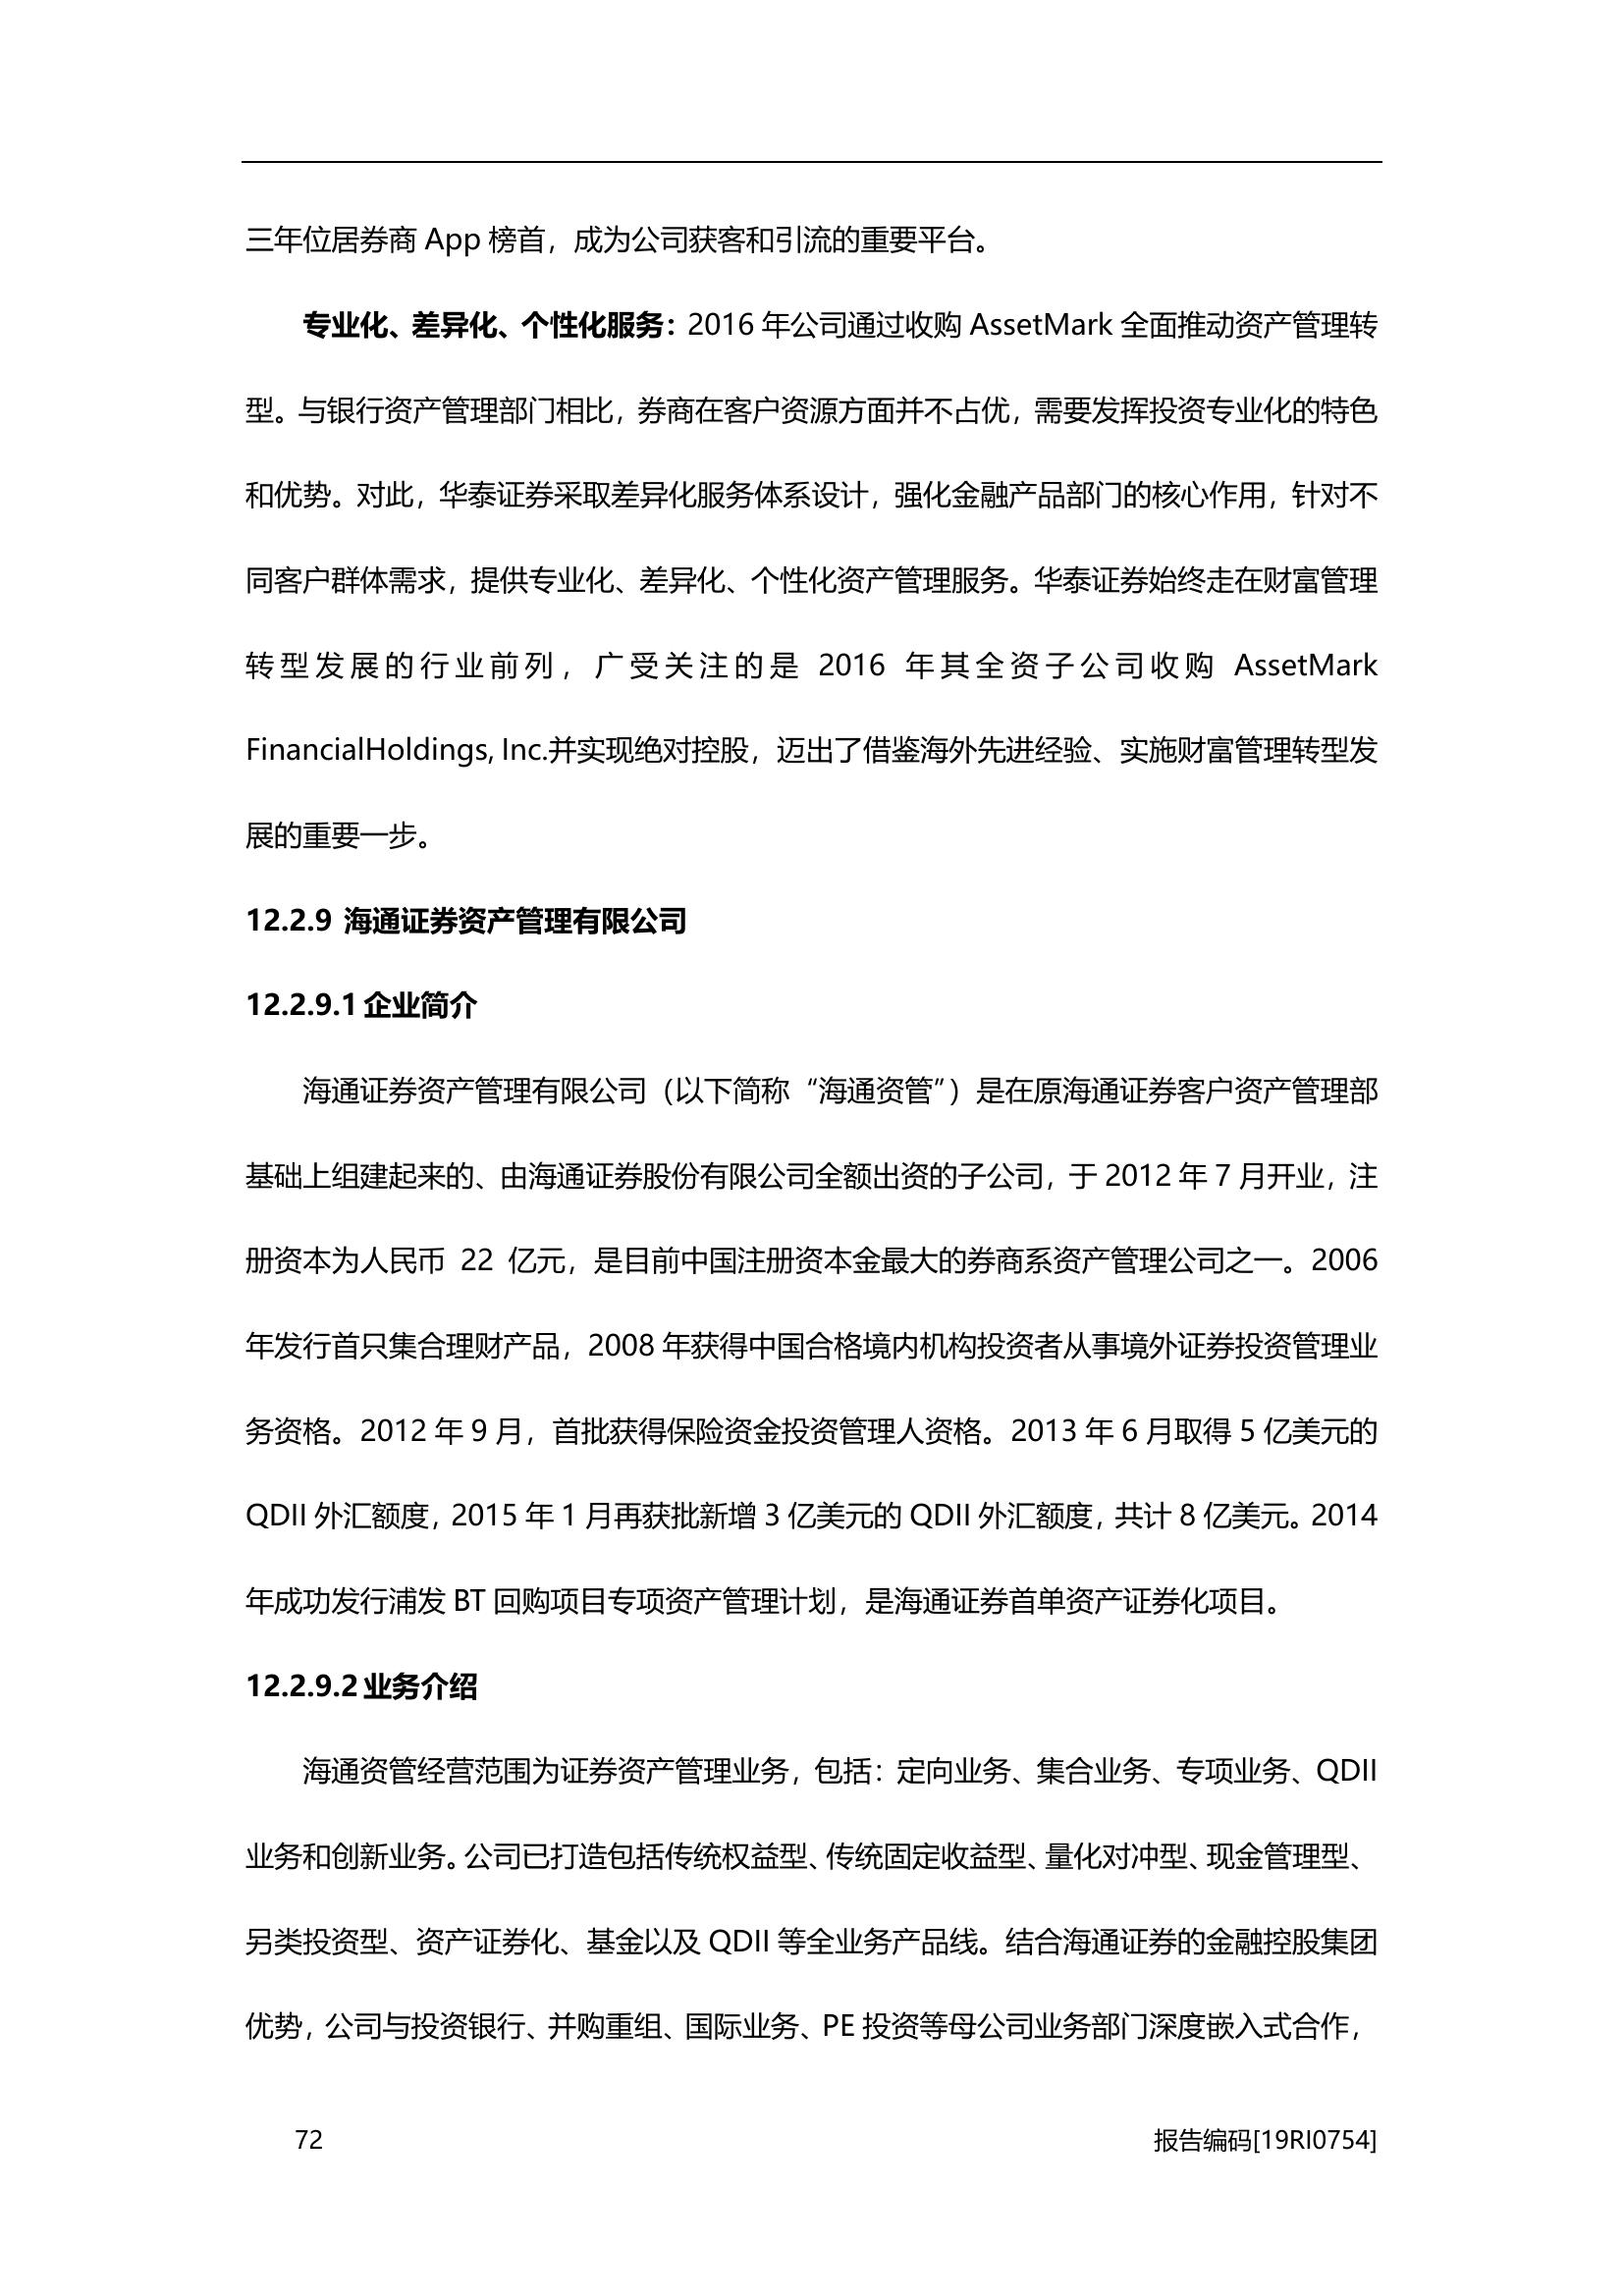 三年位居券商 App 榜首，成为公司获客和引流的重要平台。
专业化、差异化、个性化服务：2016 年公司通过收购 AssetMark 全面推动资产管理转
型。与银行资产管理部门相比，券商在客户资源方面并不占优，需要发挥投资专业化的特色
和优势。对此，华泰证券采取差异化服务体系设计，强化金融产品部门的核心作用，针对不
同客户群体需求，提供专业化、差异化、个性化资产管理服务。华泰证券始终走在财富管理
转型发展的行业前列，广受关注的是 2016 年其全资子公司收购 AssetMark
FinancialHoldings, Inc.并实现绝对控股，迈出了借鉴海外先进经验、实施财富管理转型发
展的重要一步。
12.2.9 海通证券资产管理有限公司
12.2.9.1 企业简介
海通证券资产管理有限公司（以下简称“海通资管”）是在原海通证券客户资产管理部
基础上组建起来的、由海通证券股份有限公司全额出资的子公司，于 2012 年 7 月开业，注
册资本为人民币 22 亿元，是目前中国注册资本金最大的券商系资产管理公司之一。2006
年发行首只集合理财产品，2008 年获得中国合格境内机构投资者从事境外证券投资管理业
务资格。2012 年 9 月，首批获得保险资金投资管理人资格。2013 年 6 月取得 5 亿美元的
QDII 外汇额度，2015 年 1 月再获批新增 3 亿美元的 QDII 外汇额度，共计 8 亿美元。2014
年成功发行浦发 BT 回购项目专项资产管理计划，是海通证券首单资产证券化项目。
12.2.9.2 业务介绍
海通资管经营范围为证券资产管理业务，包括：定向业务、集合业务、专项业务、QDII
业务和创新业务。公司已打造包括传统权益型、传统固定收益型、量化对冲型、现金管理型、
另类投资型、资产证券化、基金以及 QDII 等全业务产品线。结合海通证券的金融控股集团
优势，公司与投资银行、并购重组、国际业务、PE 投资等母公司业务部门深度嵌入式合作，
72
报告编码[19RI0754]